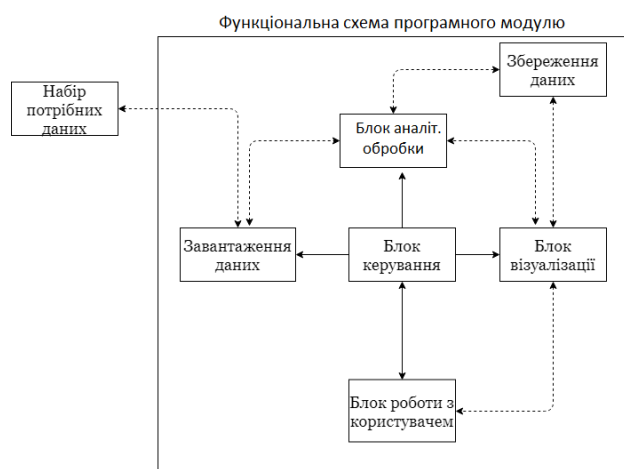 Функціональна схема програмного модулю
Збереження
даних
Набір
потрібних
даних
Блок аналіт.
обробки
Завантаження
даних
Блок
керування
Блок
візуалізації
Блок роботи з
користувачем